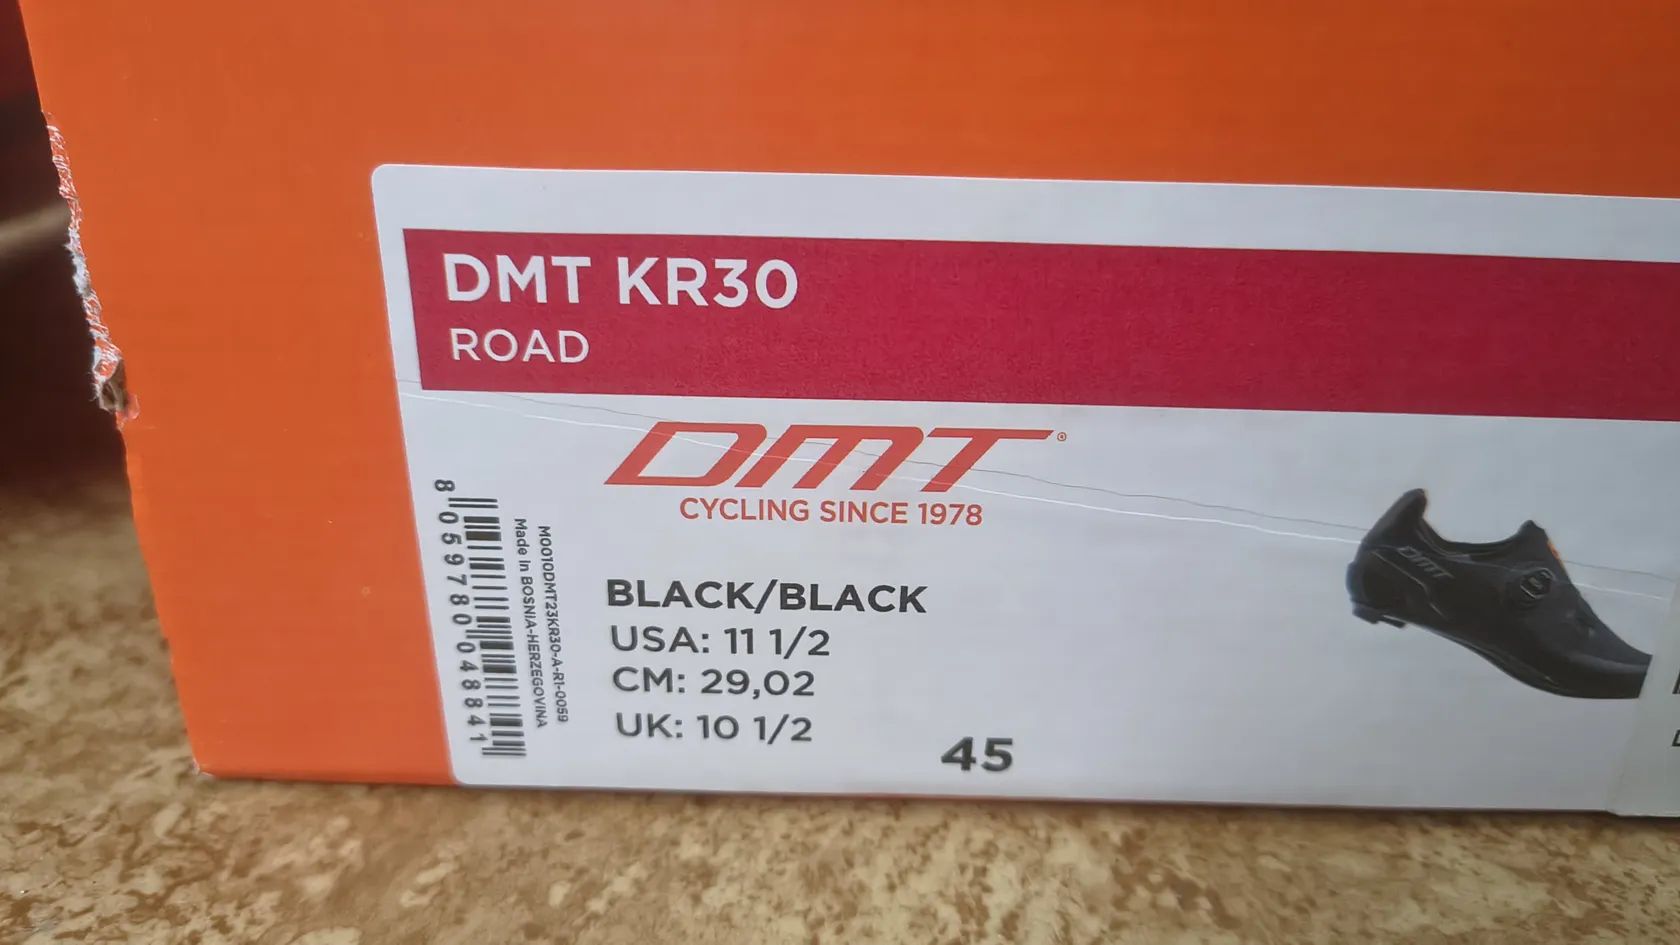 DMT KR30
ROAD
DMT®
CYCLING SINCE 1978
BLACK/BLACK
USA: 11 1/2
CM: 29,02
UK: 10 1/2
45
M0010DMT23KR30-A-R1-0059
Made in BOSNIA-HERZEGOVINA
8 059780 048841
DMT